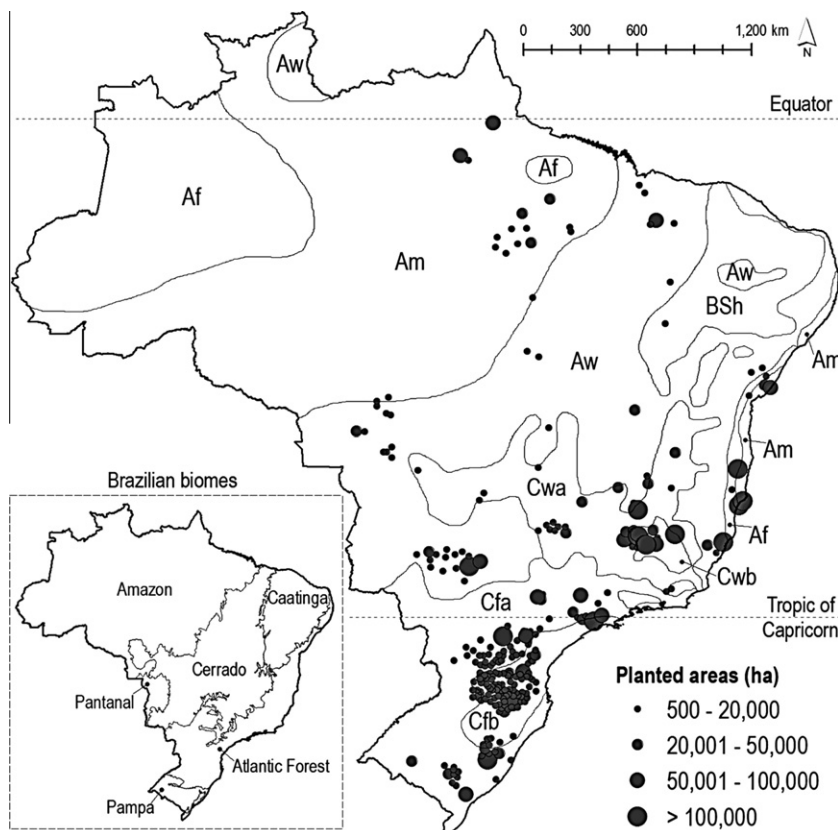 0 300 600 1,200 km
N
Aw
Equator
Af
Af
Am
Aw
BSh
Aw
Am
Am
Cwa
Af
Cwb
Cfa
Tropic of
Capricorn
Cfb
Brazilian biomes
Amazon
Caatinga
Cerrado
Pantanal
Atlantic Forest
Pampa
Planted areas (ha)
500 - 20,000
20,001 - 50,000
50,001 - 100,000
> 100,000